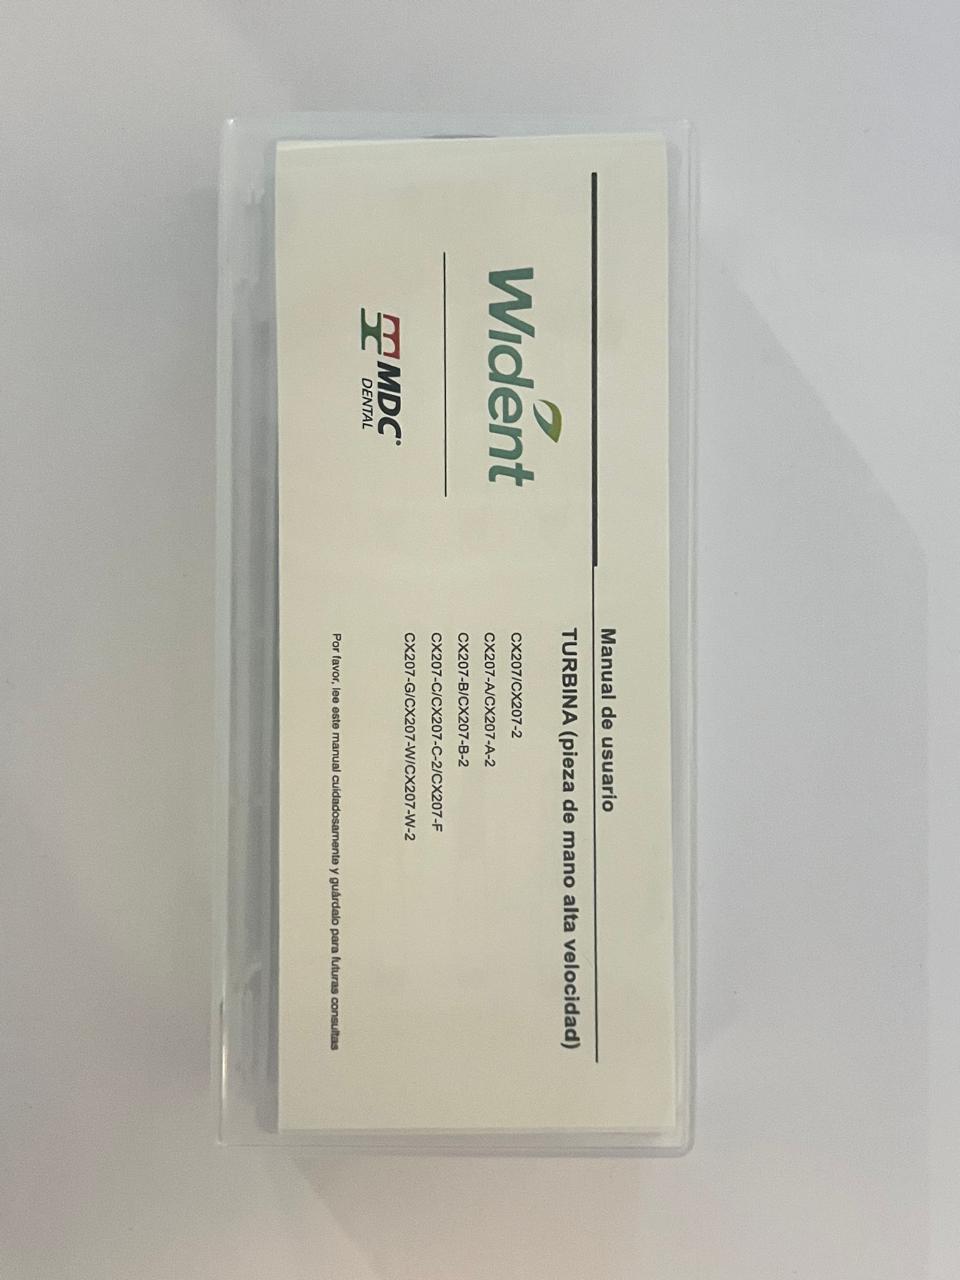 Manual de usuario
TURBINA (pieza de mano alta velocidad)
Wident
CX207/CX207-2
CX207-A/CX207-A-2
CX207-B/CX207-B-2
CX207-C/CX207-C-2/CX207-F
CX207-G/CX207-W/CX207-W-2
MDC®
DENTAL
Por favor, lee este manual cuidadosamente y guárdalo para futuras consultas